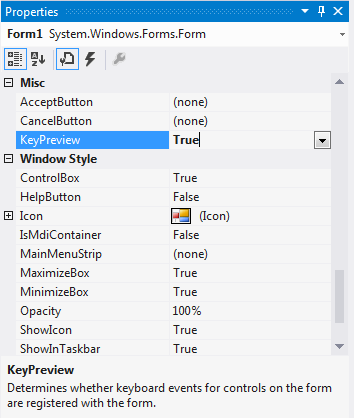 Properties
Form1 System.Windows.Forms.Form
Misc
AcceptButton (none)
CancelButton (none)
KeyPreview True
Window Style
ControlBox True
HelpButton False
Icon (Icon)
IsMdiContainer False
MainMenuStrip (none)
MaximizeBox True
MinimizeBox True
Opacity 100%
ShowIcon True
ShowInTaskbar True
KeyPreview
Determines whether keyboard events for controls on the form
are registered with the form.